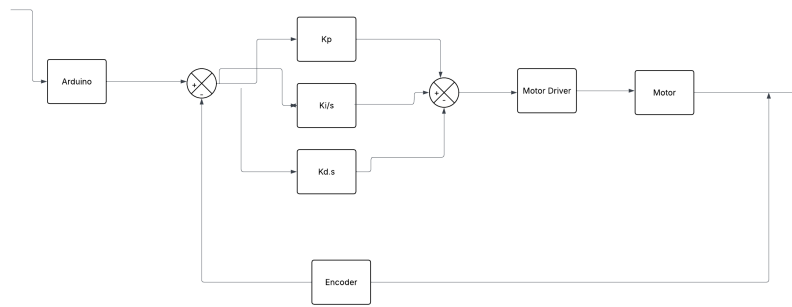 Kp
Arduino
+
-
Ki/s
+
-
Motor Driver
Motor
Kd.s
Encoder